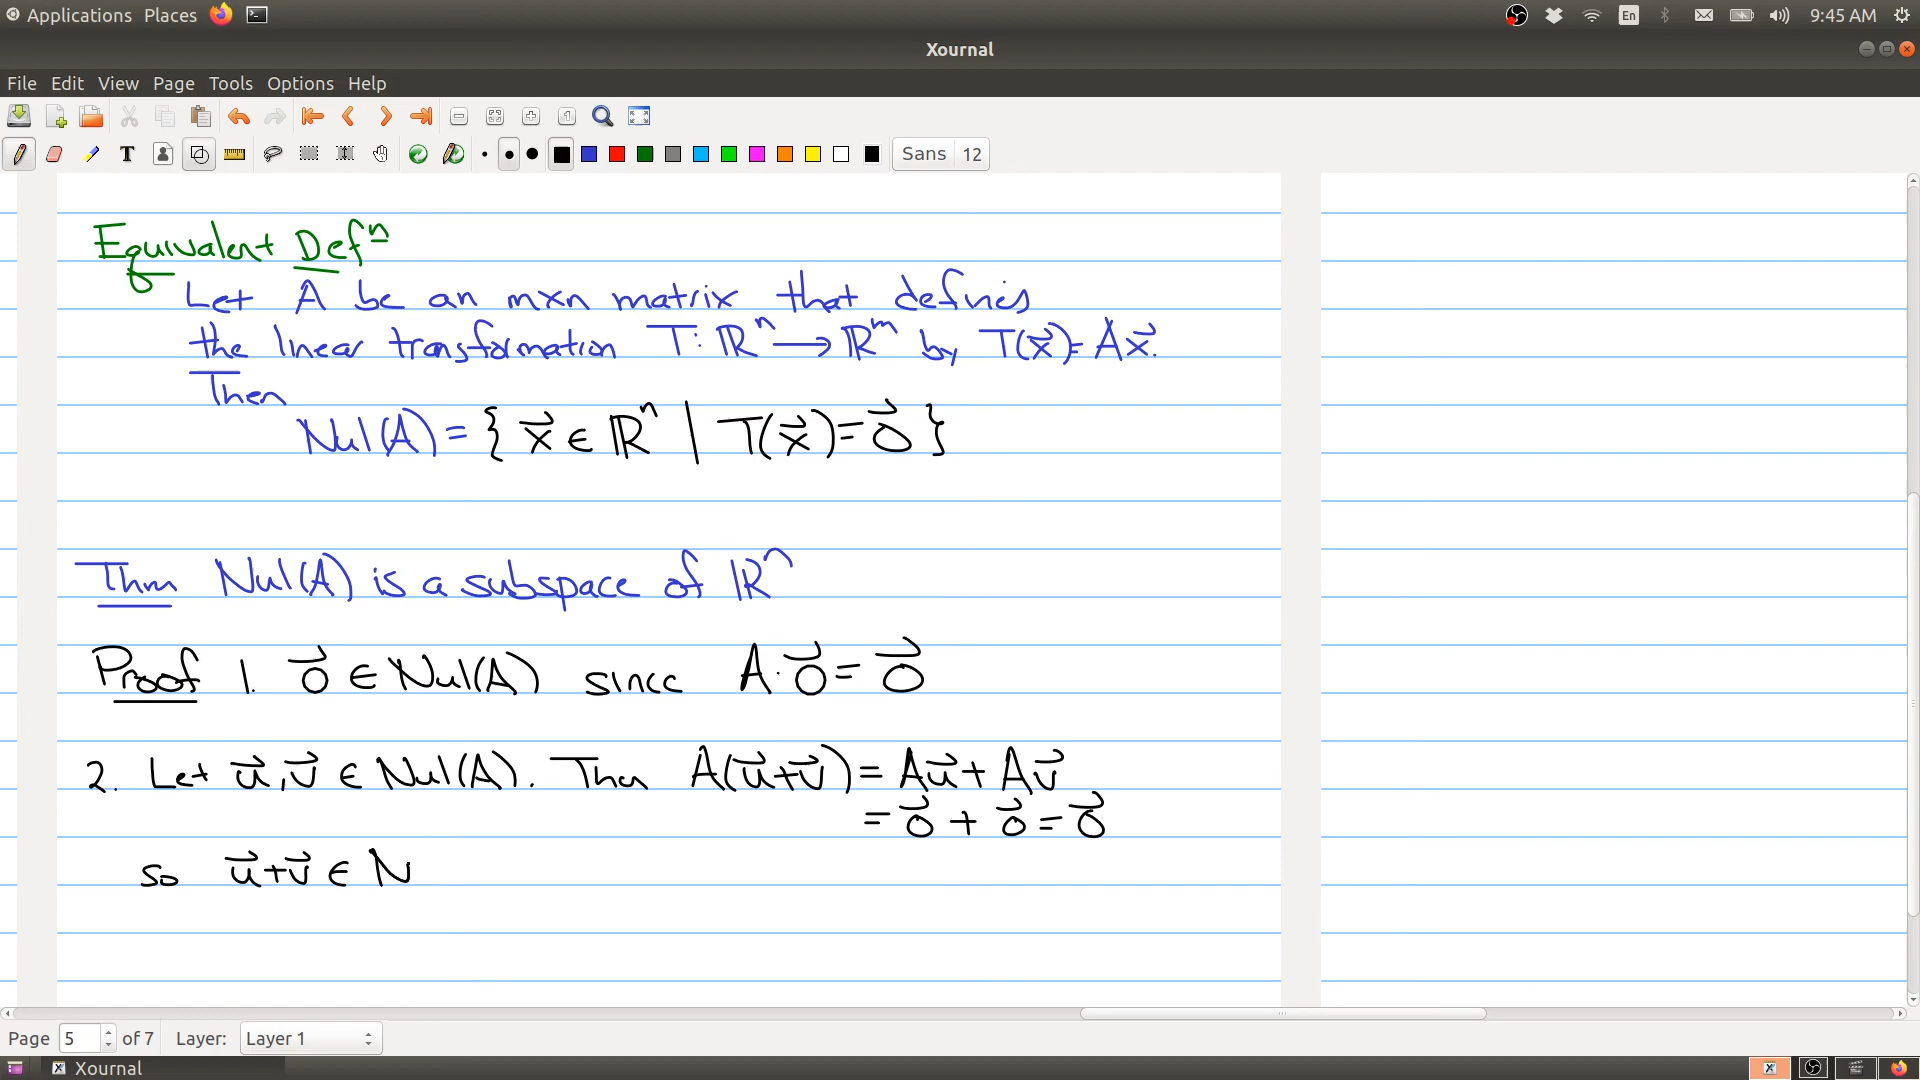 Applications Places En 9:45 AM
Xournal
File Edit View Page Tools Options Help
Sans 12
Equivalent Defⁿ
Let A be an m×n matrix that defines
the linear transformation T: ℝⁿ → ℝᵐ by T(x⃗) = Ax⃗.
Then
Nul(A) = { x⃗ ∈ ℝⁿ | T(x⃗) = 0⃗ }
Thm Nul(A) is a subspace of ℝⁿ
Proof 1. 0⃗ ∈ Nul(A) since A·0⃗ = 0⃗
2. Let u⃗,v⃗ ∈ Nul(A). Then A(u⃗+v⃗) = Au⃗ + Av⃗
= 0⃗ + 0⃗ = 0⃗
so u⃗+v⃗ ∈ N
Page 5 of 7 Layer: Layer 1
Xournal